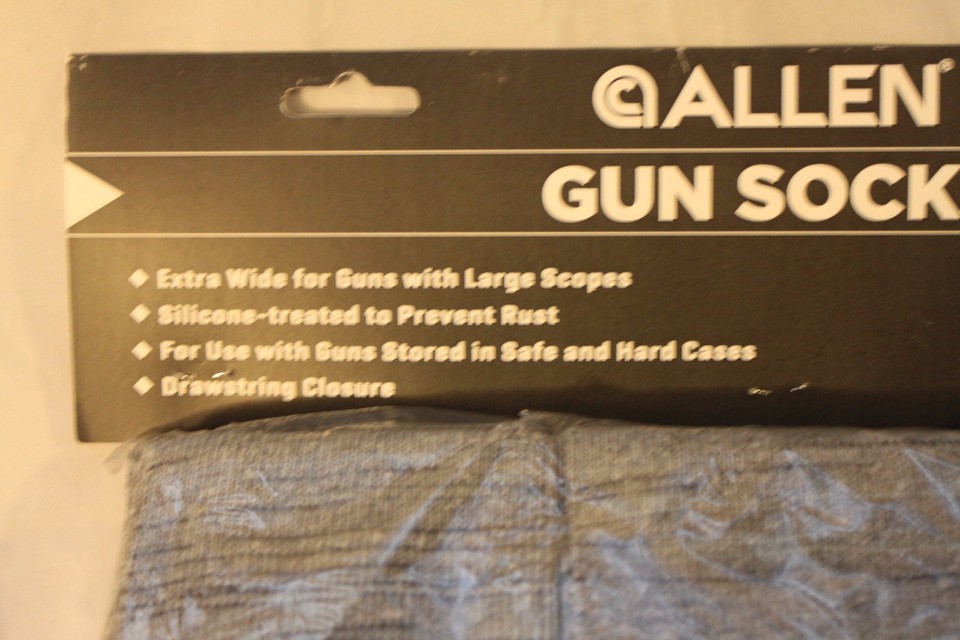 ALLEN®
GUN SOCK
Extra Wide for Guns with Large Scopes
Silicone-treated to Prevent Rust
For Use with Guns Stored in Safe and Hard Cases
Drawstring Closure